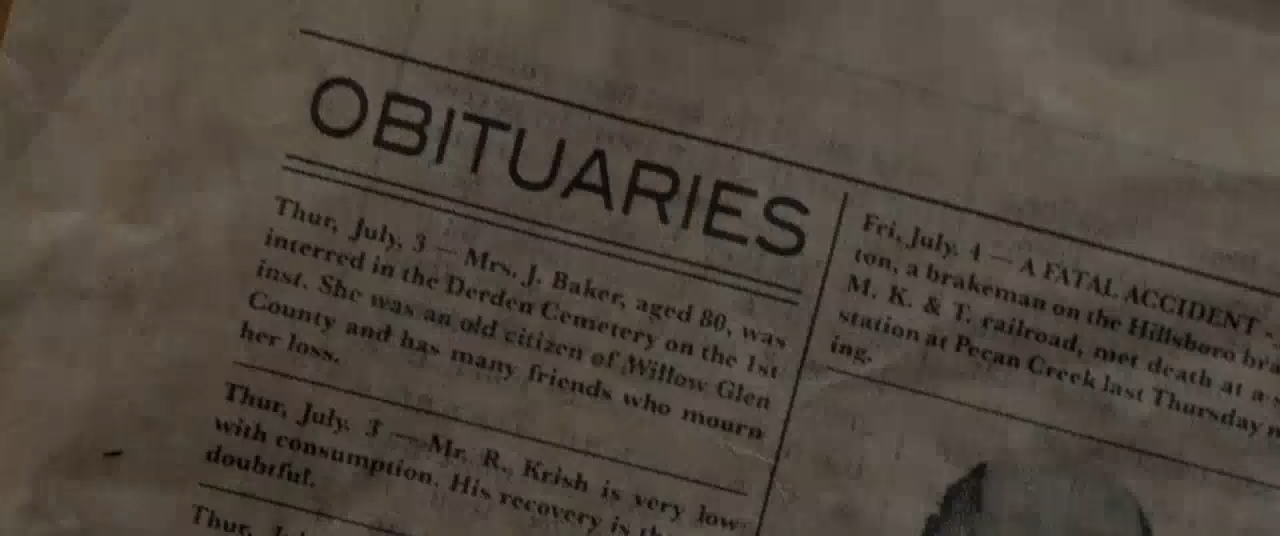 OBITUARIES
Thur, July. 3 — Mrs. J. Baker, aged 80, was
interred in the Derden Cemetery on the 1st
inst. She was an old citizen of Willow Glen
County and has many friends who mourn
her loss.
Thur, July. 3 — Mr. R., Krish is very low
with consumption. His recovery is
doubtful.
Thur,
Fri, July. 4 — A FATAL ACCIDENT -
ton, a brakeman on the Hillsboro
M. K. & T. railroad, met death at a
station at Pecan Creek last Thursday
ing.